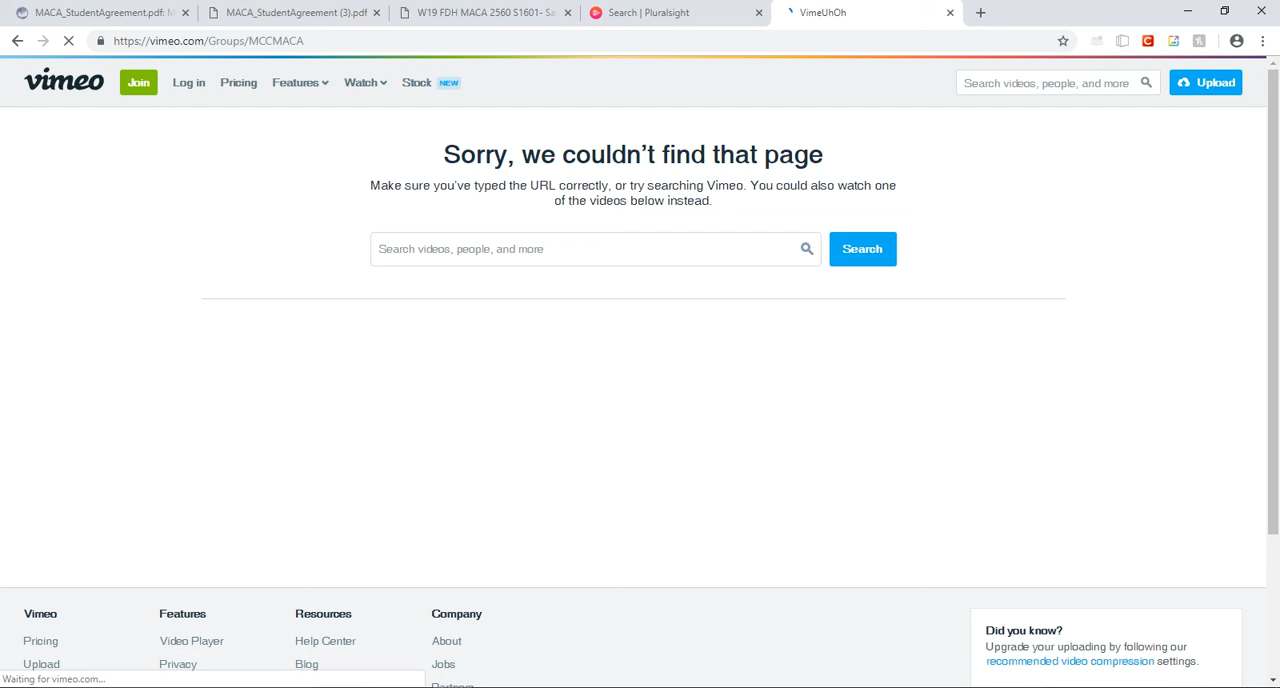 MACA_StudentAgreement.pdf: M
MACA_StudentAgreement (3).pdf
W19 FDH MACA 2560 S1601- Sa
Search | Pluralsight
VimeUhOh
https://vimeo.com/Groups/MCCMACA
vimeo Join Log in Pricing Features Watch Stock NEW Search videos, people, and more Upload
Sorry, we couldn't find that page
Make sure you've typed the URL correctly, or try searching Vimeo. You could also watch one
of the videos below instead.
Search videos, people, and more Search
Vimeo Features Resources Company
Pricing Video Player Help Center About
Upload Privacy Blog Jobs
Partners
Did you know?
Upgrade your uploading by following our
recommended video compression settings.
Waiting for vimeo.com...